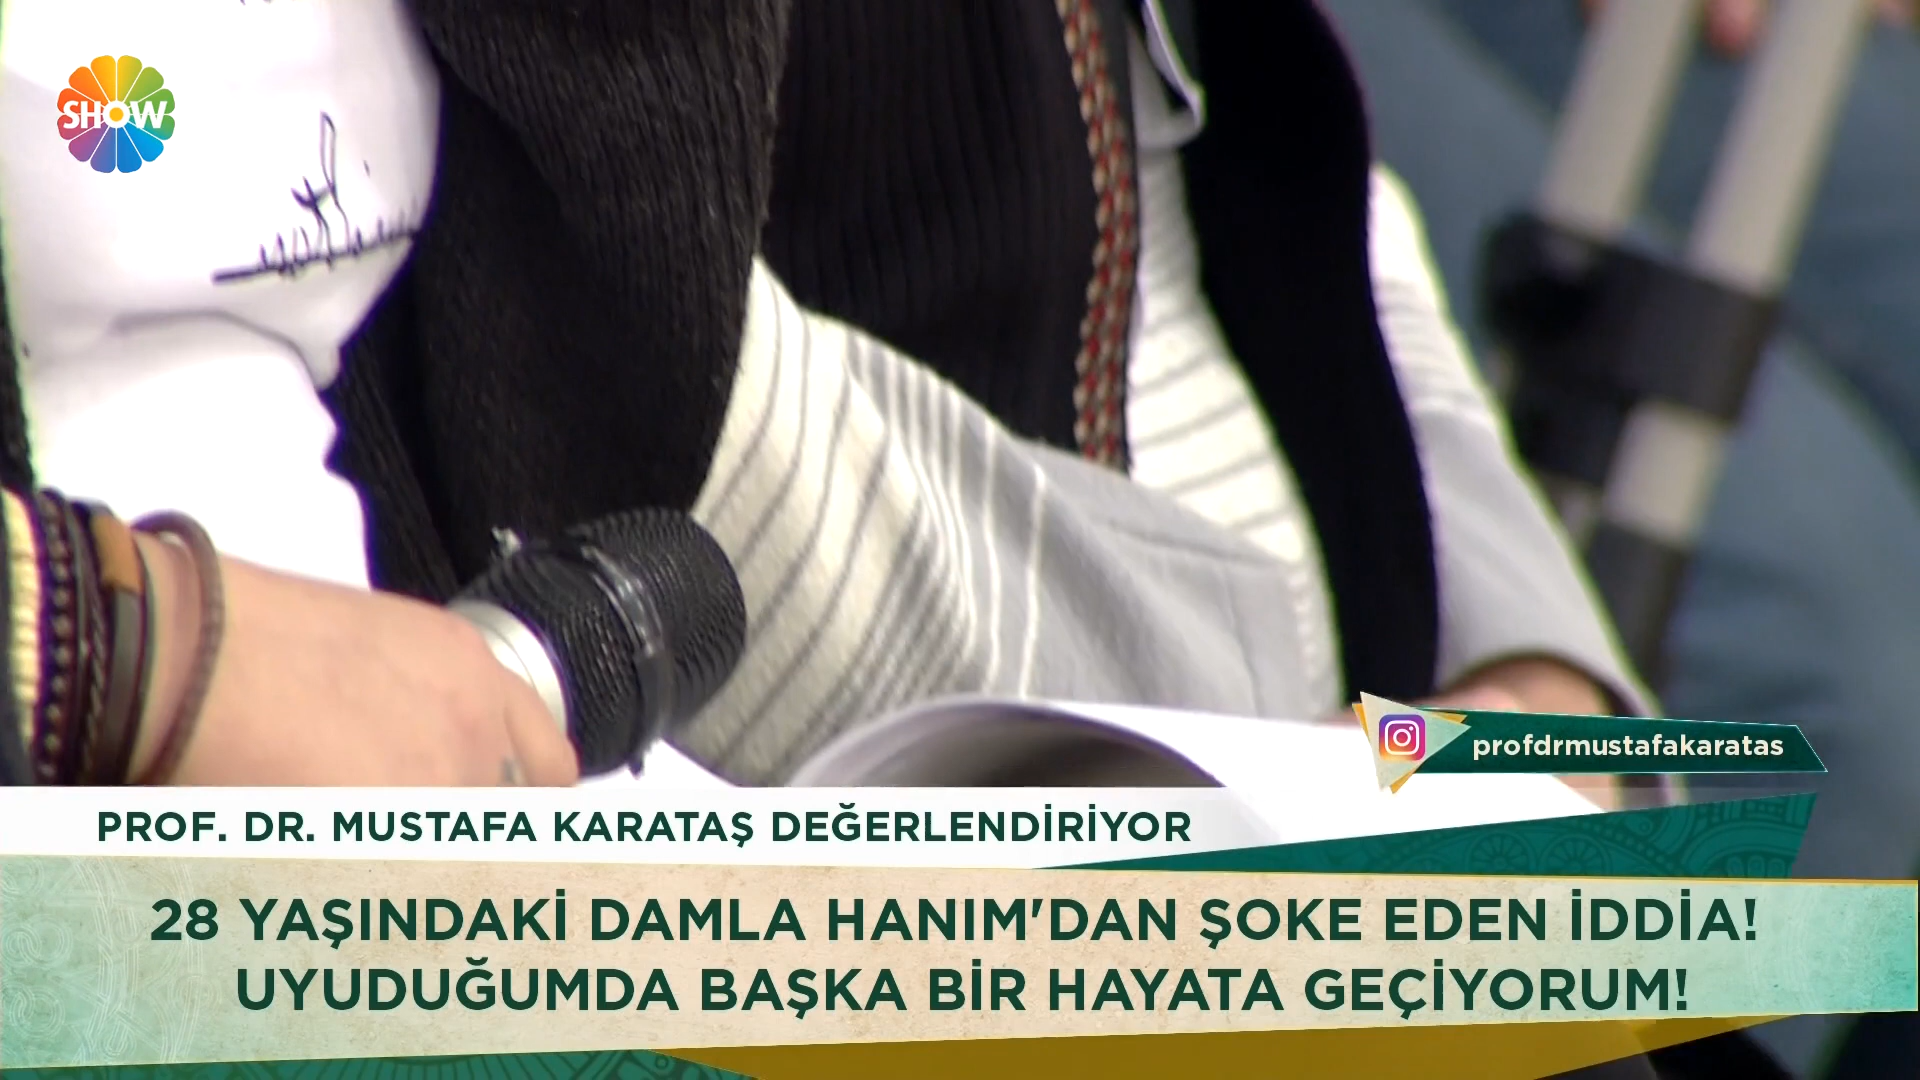 SHOW
profdrmustafakaratas
PROF. DR. MUSTAFA KARATAŞ DEĞERLENDİRİYOR
28 YAŞINDAKİ DAMLA HANIM'DAN ŞOKE EDEN İDDİA!
UYUDUĞUMDA BAŞKA BİR HAYATA GEÇİYORUM!